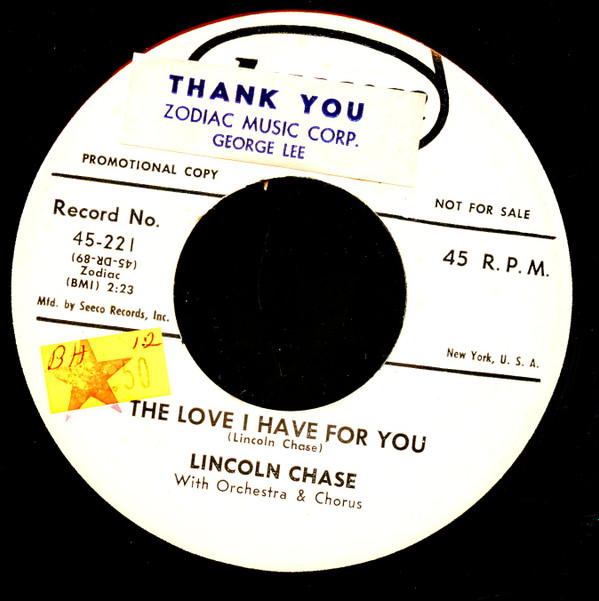 THANK YOU
ZODIAC MUSIC CORP.
GEORGE LEE
PROMOTIONAL COPY
NOT FOR SALE
Record No.
45-221
(45-DR-89)
Zodiac
(BMI) 2:23
45 R.P.M.
Mfd. by Seeco Records, Inc.
New York, U. S. A.
BH 12
.50
THE LOVE I HAVE FOR YOU
(Lincoln Chase)
LINCOLN CHASE
With Orchestra & Chorus